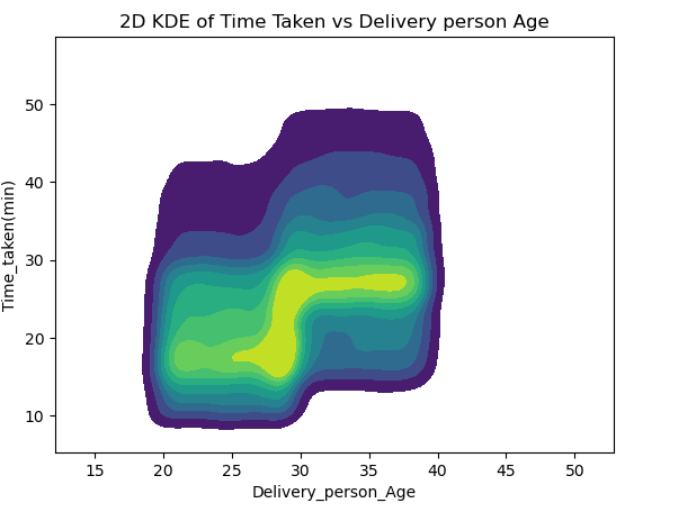 2D KDE of Time Taken vs Delivery person Age
50
40
30
20
10
Time_taken(min)
15 20 25 30 35 40 45 50
Delivery_person_Age